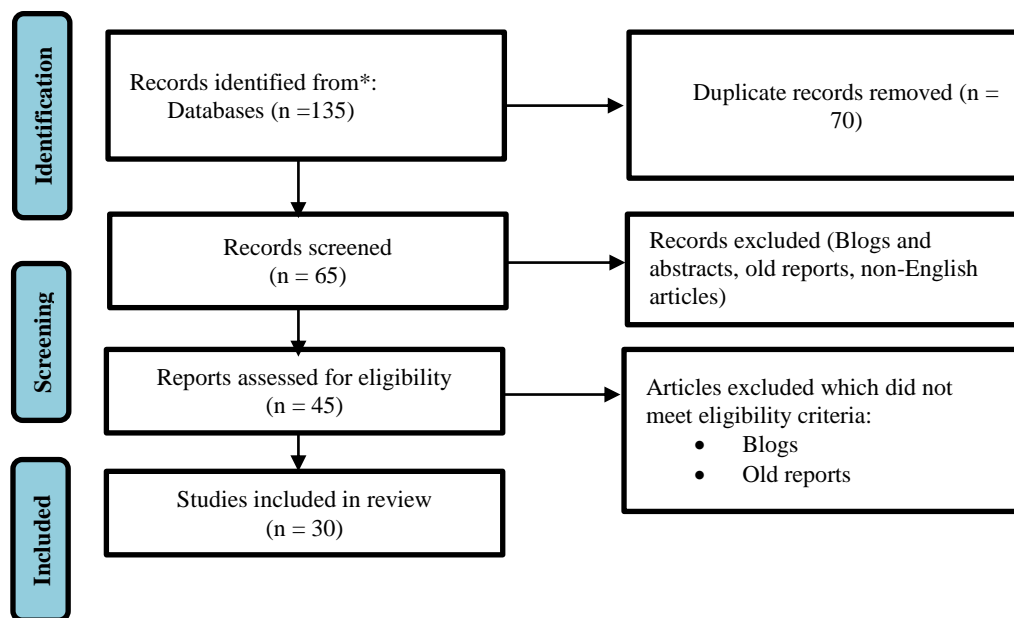 Identification
Records identified from*:
Databases (n =135)
Duplicate records removed (n =
70)
Records screened
(n = 65)
Records excluded (Blogs and
abstracts, old reports, non-English
articles)
Screening
Reports assessed for eligibility
(n = 45)
Articles excluded which did not
meet eligibility criteria:
• Blogs
• Old reports
Included
Studies included in review
(n = 30)